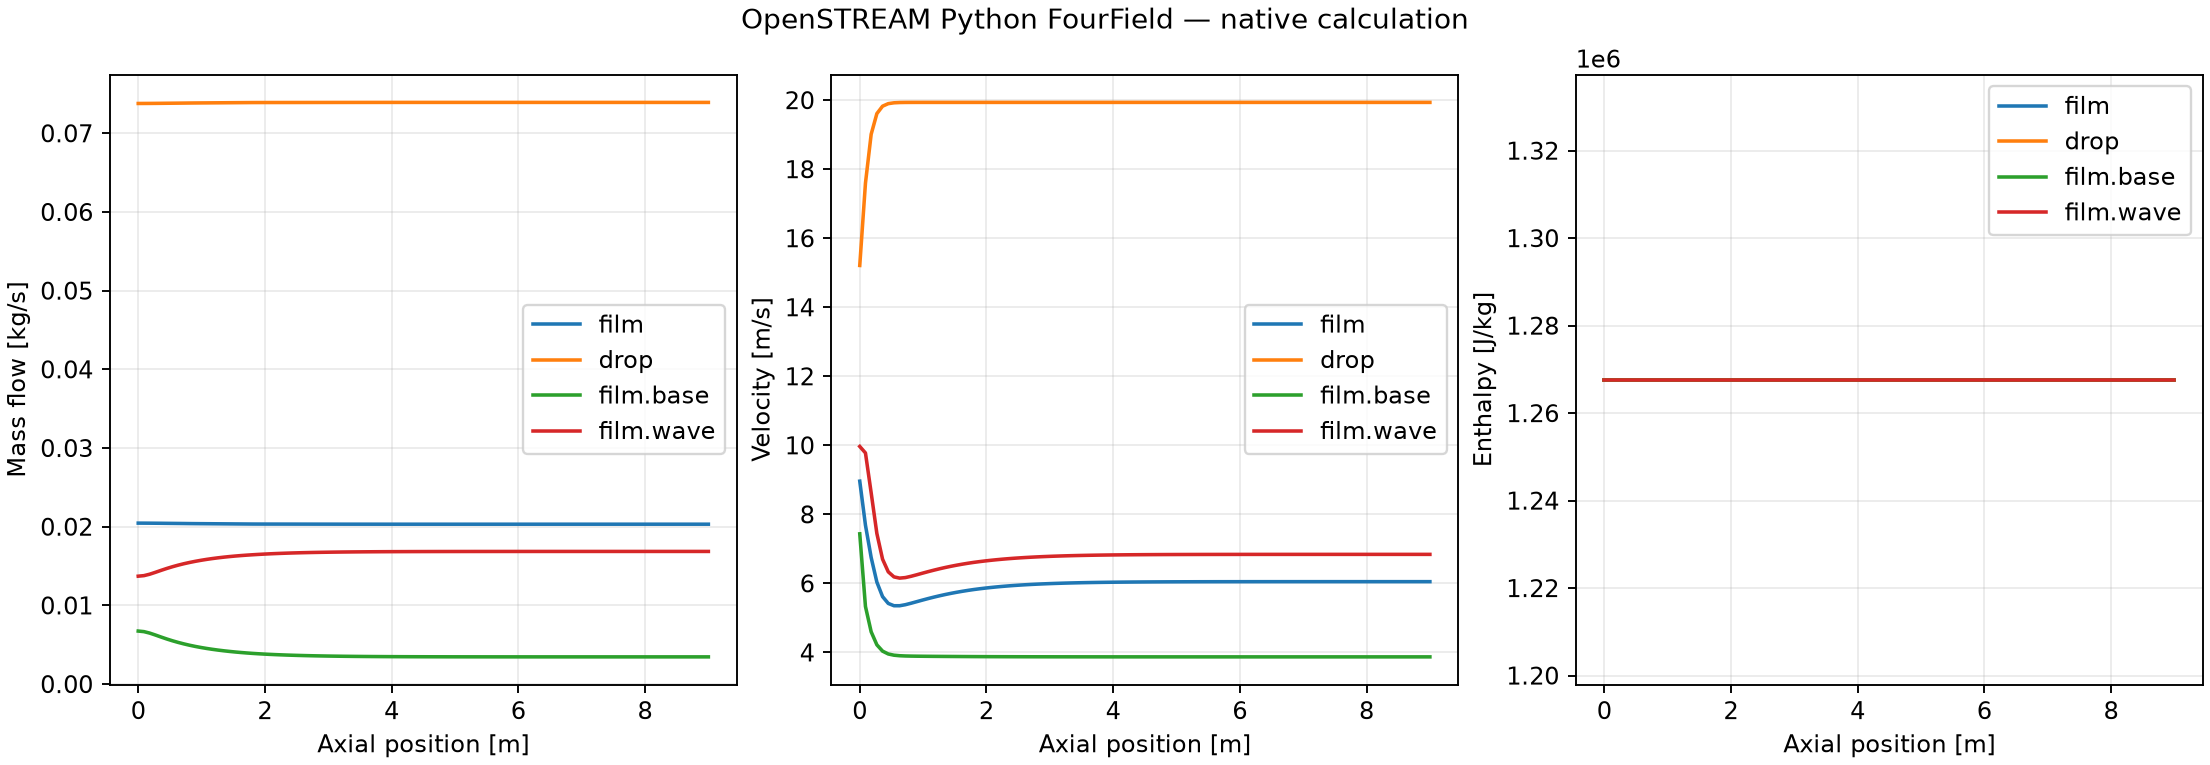 OpenSTREAM Python FourField — native calculation
Mass flow [kg/s]
0.07
0.06
0.05
0.04
0.03
0.02
0.01
0.00
0 2 4 6 8
Axial position [m]
film
drop
film.base
film.wave
Velocity [m/s]
20
18
16
14
12
10
8
6
4
0 2 4 6 8
Axial position [m]
film
drop
film.base
film.wave
1e6
Enthalpy [J/kg]
1.32
1.30
1.28
1.26
1.24
1.22
1.20
0 2 4 6 8
Axial position [m]
film
drop
film.base
film.wave